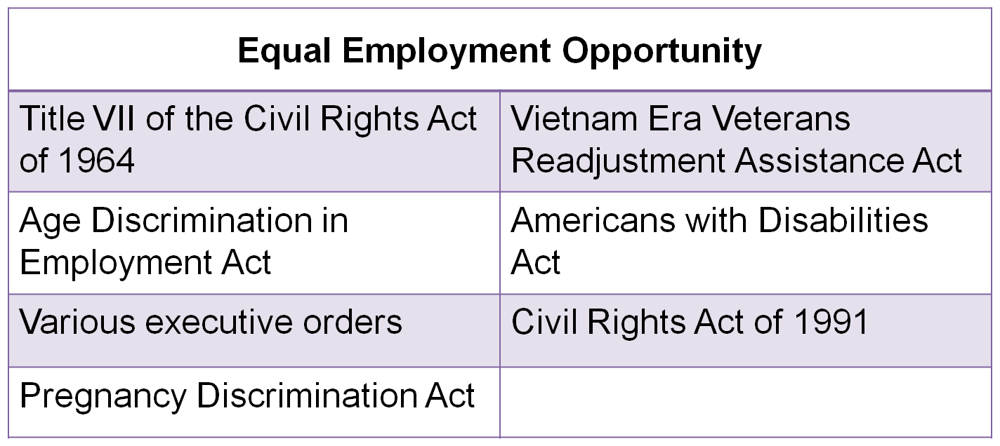 Equal Employment Opportunity
Title VII of the Civil Rights Act
of 1964
Vietnam Era Veterans
Readjustment Assistance Act
Age Discrimination in
Employment Act
Americans with Disabilities
Act
Various executive orders
Civil Rights Act of 1991
Pregnancy Discrimination Act